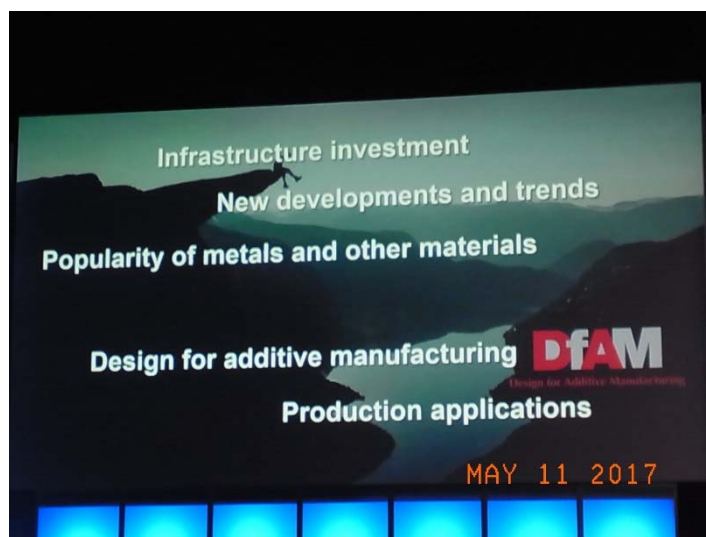 Infrastructure investment
New developments and trends
Popularity of metals and other materials
Design for additive manufacturing DfAM
Design for Additive Manufacturing
Production applications
MAY 11 2017